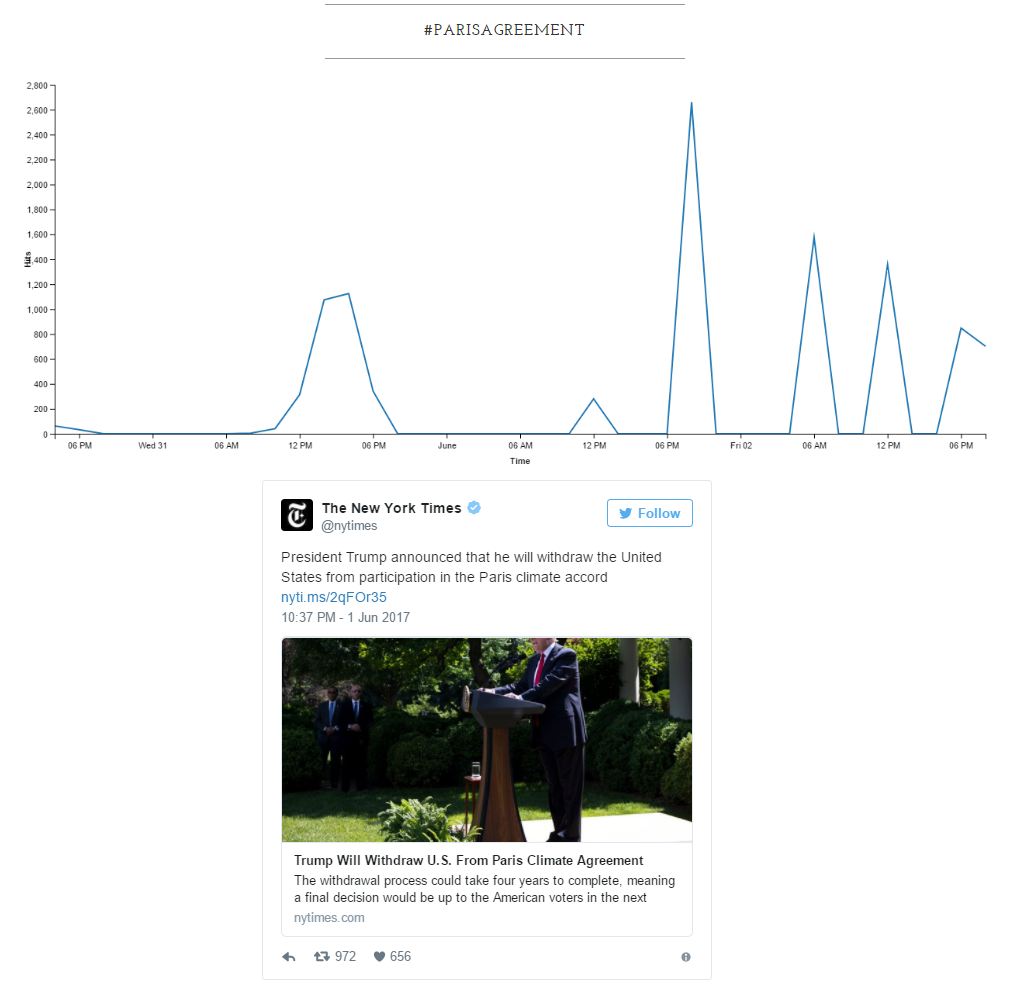 #PARISAGREEMENT
2,800
2,600
2,400
2,200
2,000
1,800
1,600
Hits
1,400
1,200
1,000
800
600
400
200
0
06 PM Wed 31 06 AM 12 PM 06 PM June 06 AM 12 PM 06 PM Fri 02 06 AM 12 PM 06 PM
Time
The New York Times
Follow
@nytimes
President Trump announced that he will withdraw the United
States from participation in the Paris climate accord
nyti.ms/2qFOr35
10:37 PM - 1 Jun 2017
Trump Will Withdraw U.S. From Paris Climate Agreement
The withdrawal process could take four years to complete, meaning
a final decision would be up to the American voters in the next
nytimes.com
972 656